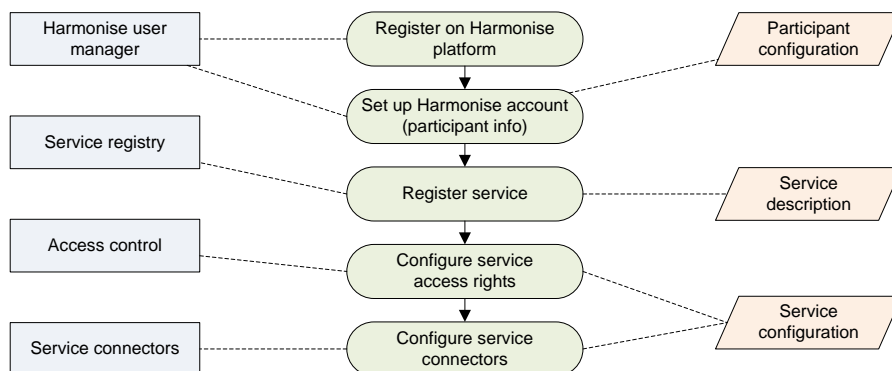 Harmonise user
manager
Register on Harmonise
platform
Participant
configuration
Set up Harmonise account
(participant info)
Service registry
Register service
Service
description
Access control
Configure service
access rights
Service
configuration
Service connectors
Configure service
connectors